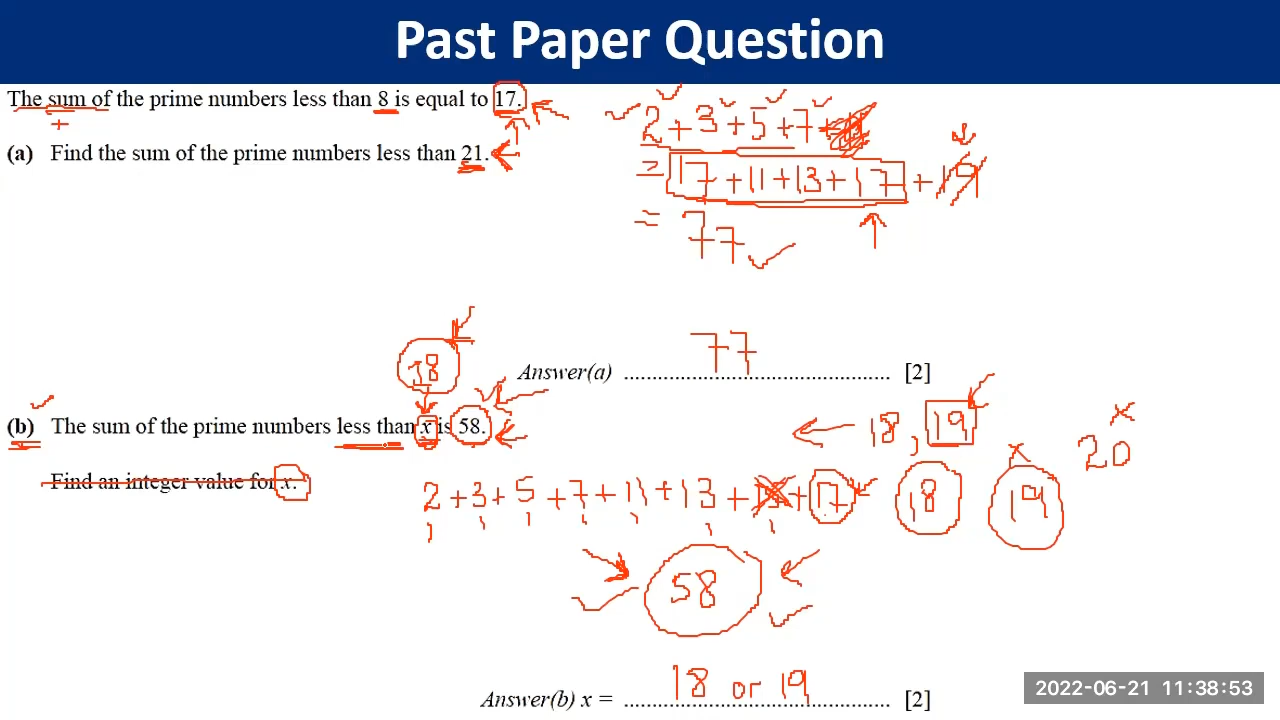 Past Paper Question
The sum of the prime numbers less than 8 is equal to 17.
+
2 + 3 + 5 + 7 +
(a) Find the sum of the prime numbers less than 21.
= 17 + 11 + 13 + 17 + 19
= 77
18
77
Answer(a) .................................................. [2]
(b) The sum of the prime numbers less than x is 58.
18, 19
x
20
Find an integer value for x.
2 + 3 + 5 + 7 + 11 + 13 + 15 + 17
18
x
19
58
18 or 19
Answer(b) x = .................................................. [2]
2022-06-21 11:38:53